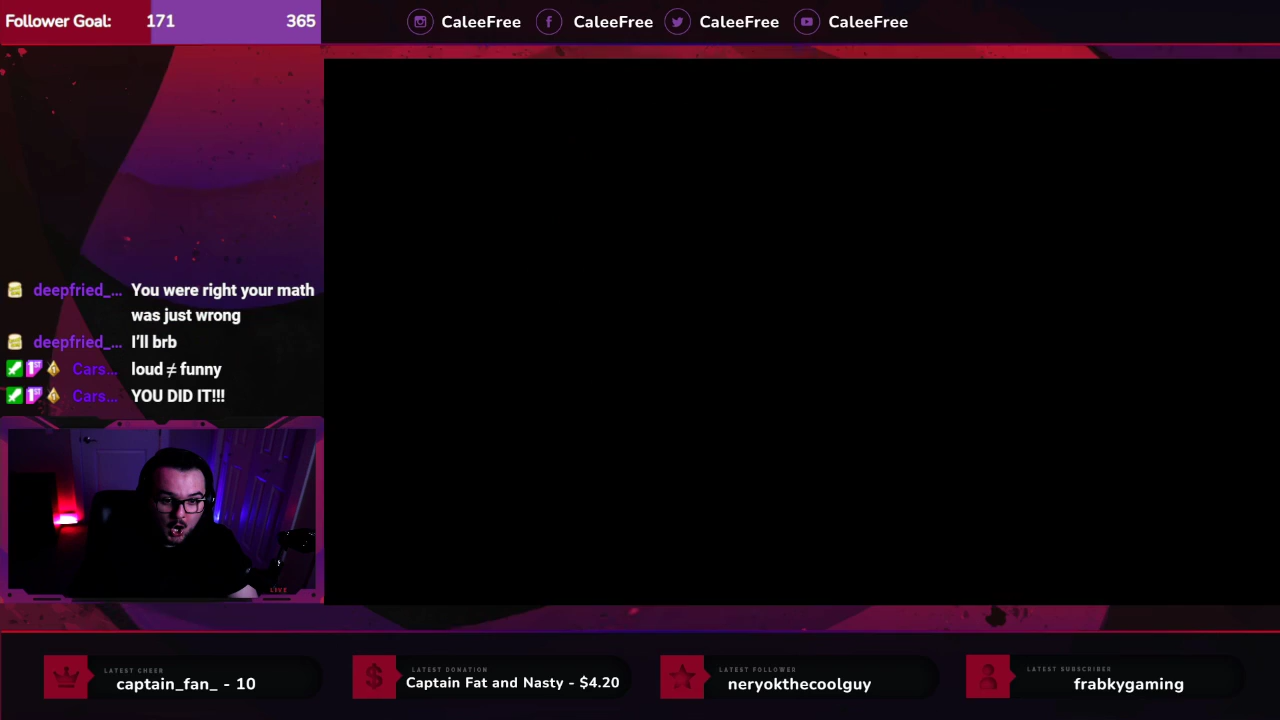 Follower Goal: 171 365
CaleeFree CaleeFree CaleeFree CaleeFree
deepfried_... You were right your math
was just wrong
deepfried_... I'll brb
Cars... loud ≠ funny
Cars... YOU DID IT!!!
LIVE
LATEST CHEER
captain_fan_ - 10
LATEST DONATION
Captain Fat and Nasty - $4.20
LATEST FOLLOWER
neryokthecoolguy
LATEST SUBSCRIBER
frabkygaming